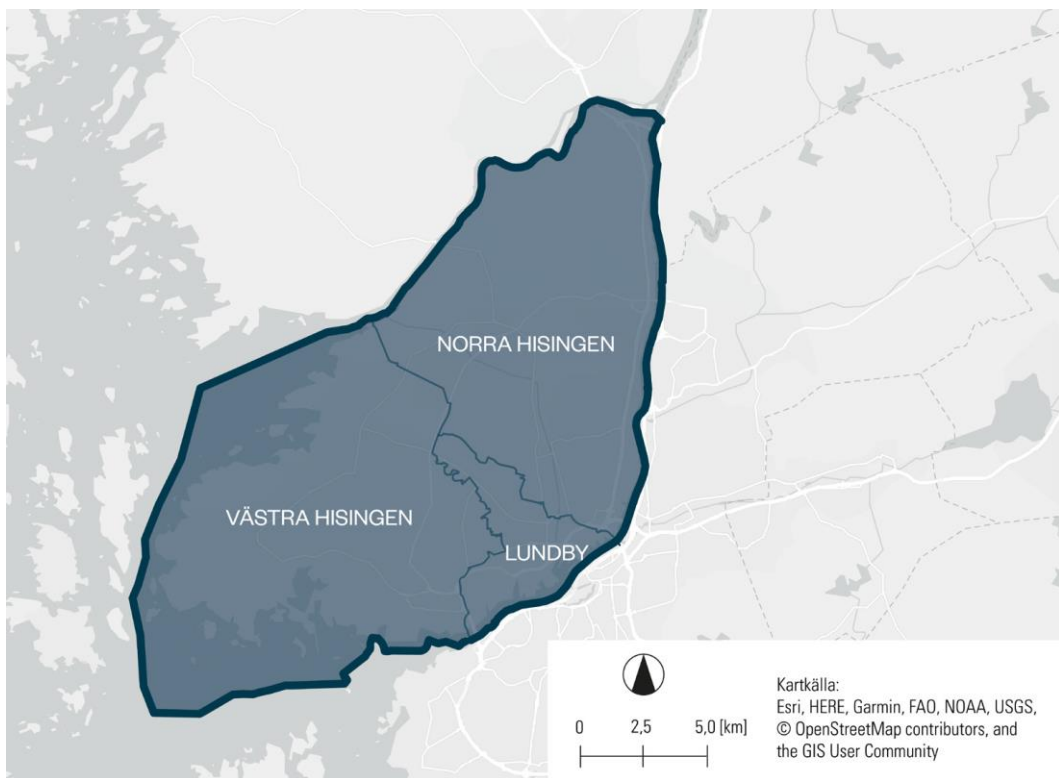 NORRA HISINGEN
VÄSTRA HISINGEN
LUNDBY
0 2,5 5,0 [km]
Kartkälla:
Esri, HERE, Garmin, FAO, NOAA, USGS,
© OpenStreetMap contributors, and
the GIS User Community